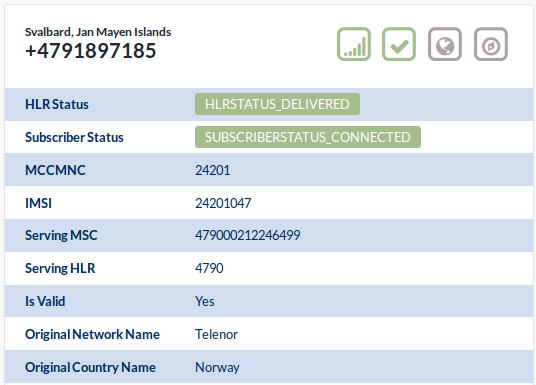 Svalbard, Jan Mayen Islands
+4791897185
HLR Status HLRSTATUS_DELIVERED
Subscriber Status SUBSCRIBERSTATUS_CONNECTED
MCCMNC 24201
IMSI 24201047
Serving MSC 479000212246499
Serving HLR 4790
Is Valid Yes
Original Network Name Telenor
Original Country Name Norway